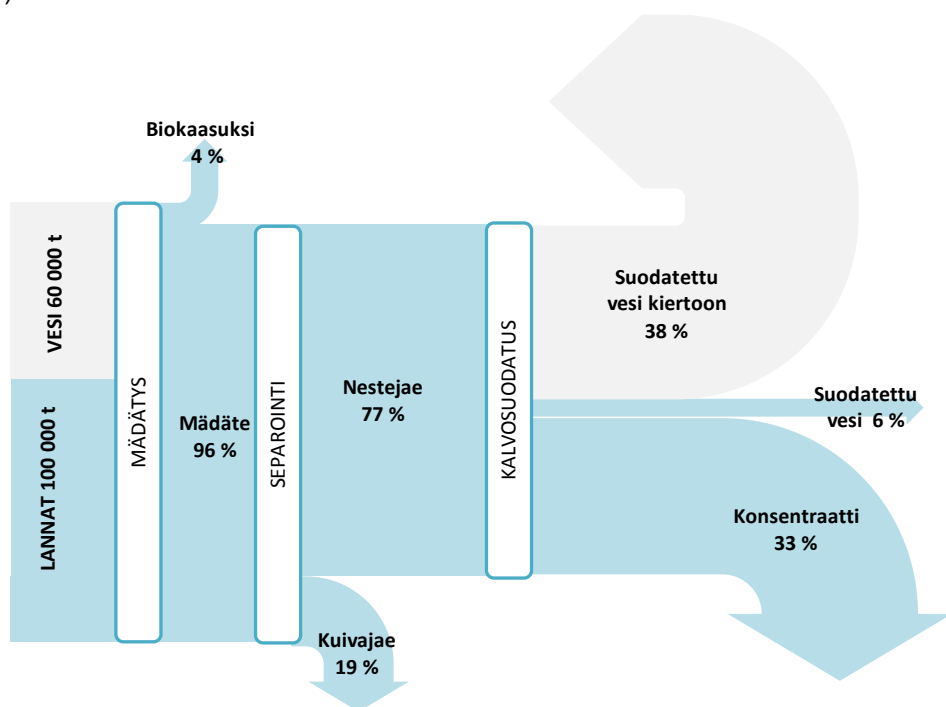 )
Biokaasuksi
4 %
VESI 60 000 t
LANNAT 100 000 t
MÄDÄTYS
Mädäte
96 %
SEPAROINTI
Nestejae
77 %
Kuivajae
19 %
KALVOSUODATUS
Suodatettu
vesi kiertoon
38 %
Suodatettu
vesi 6 %
Konsentraatti
33 %